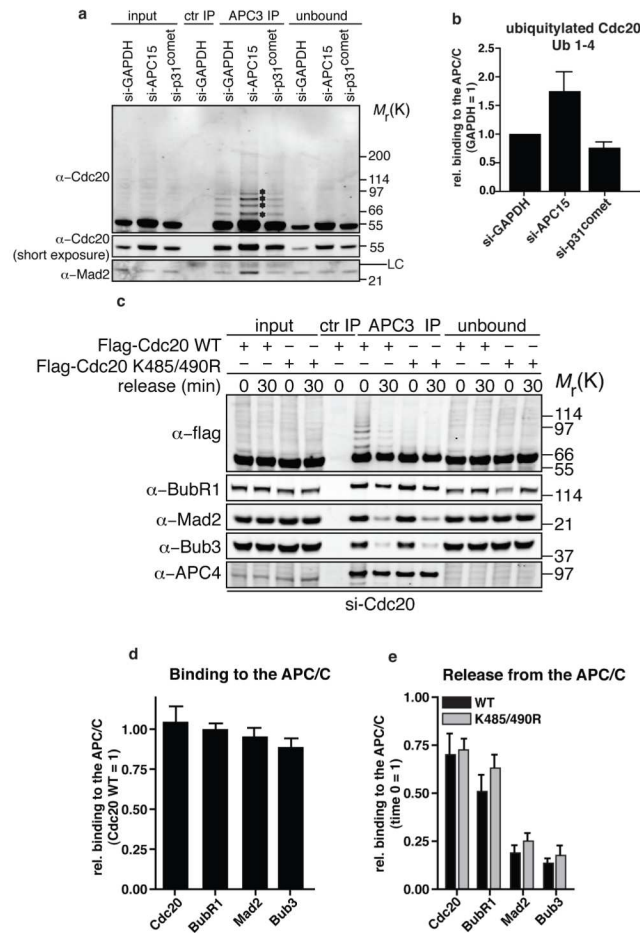 a
input ctr IP APC3 IP unbound
si-GAPDH si-APC15 si-p31comet si-GAPDH si-GAPDH si-APC15 si-p31comet si-GAPDH si-APC15 si-p31comet
Mr(K)
α-Cdc20
200
114
97
66
55
*
*
*
*
α-Cdc20
(short exposure)
55
LC
α-Mad2
21
b
ubiquitylated Cdc20
Ub 1-4
rel. binding to the APC/C
(GAPDH = 1)
2.5
2.0
1.5
1.0
0.5
0.0
si-GAPDH si-APC15 si-p31comet
c
input ctr IP APC3 IP unbound
Flag-Cdc20 WT + + − − + + + − − + + − −
Flag-Cdc20 K485/490R − − + + − − − + + − − + +
release (min) 0 30 0 30 0 0 30 0 30 0 30 0 30 Mr(K)
α-flag
114
97
66
55
α-BubR1
114
α-Mad2
21
α-Bub3
37
α-APC4
97
si-Cdc20
d
Binding to the APC/C
rel. binding to the APC/C
(Cdc20 WT = 1)
1.00
0.75
0.50
0.25
0.00
Cdc20 BubR1 Mad2 Bub3
e
Release from the APC/C
rel. binding to the APC/C
(time 0 = 1)
1.00
0.75
0.50
0.25
0.00
WT
K485/490R
Cdc20 BubR1 Mad2 Bub3